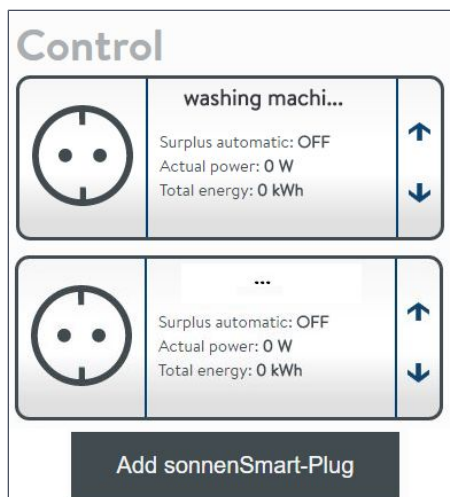 Control
washing machi...
Surplus automatic: OFF
Actual power: 0 W
Total energy: 0 kWh
...
Surplus automatic: OFF
Actual power: 0 W
Total energy: 0 kWh
Add sonnenSmart-Plug